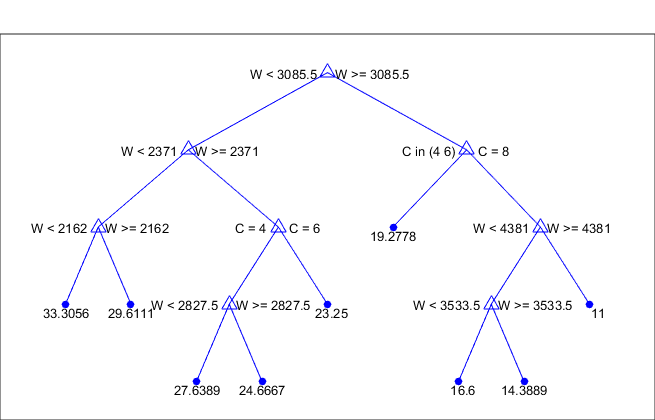 W < 3085.5 W >= 3085.5
W < 2371 W >= 2371 C in (4 6) C = 8
W < 2162 W >= 2162 C = 4 C = 6 19.2778 W < 4381 W >= 4381
33.3056 29.6111 W < 2827.5 W >= 2827.5 23.25 W < 3533.5 W >= 3533.5 11
27.6389 24.6667 16.6 14.3889